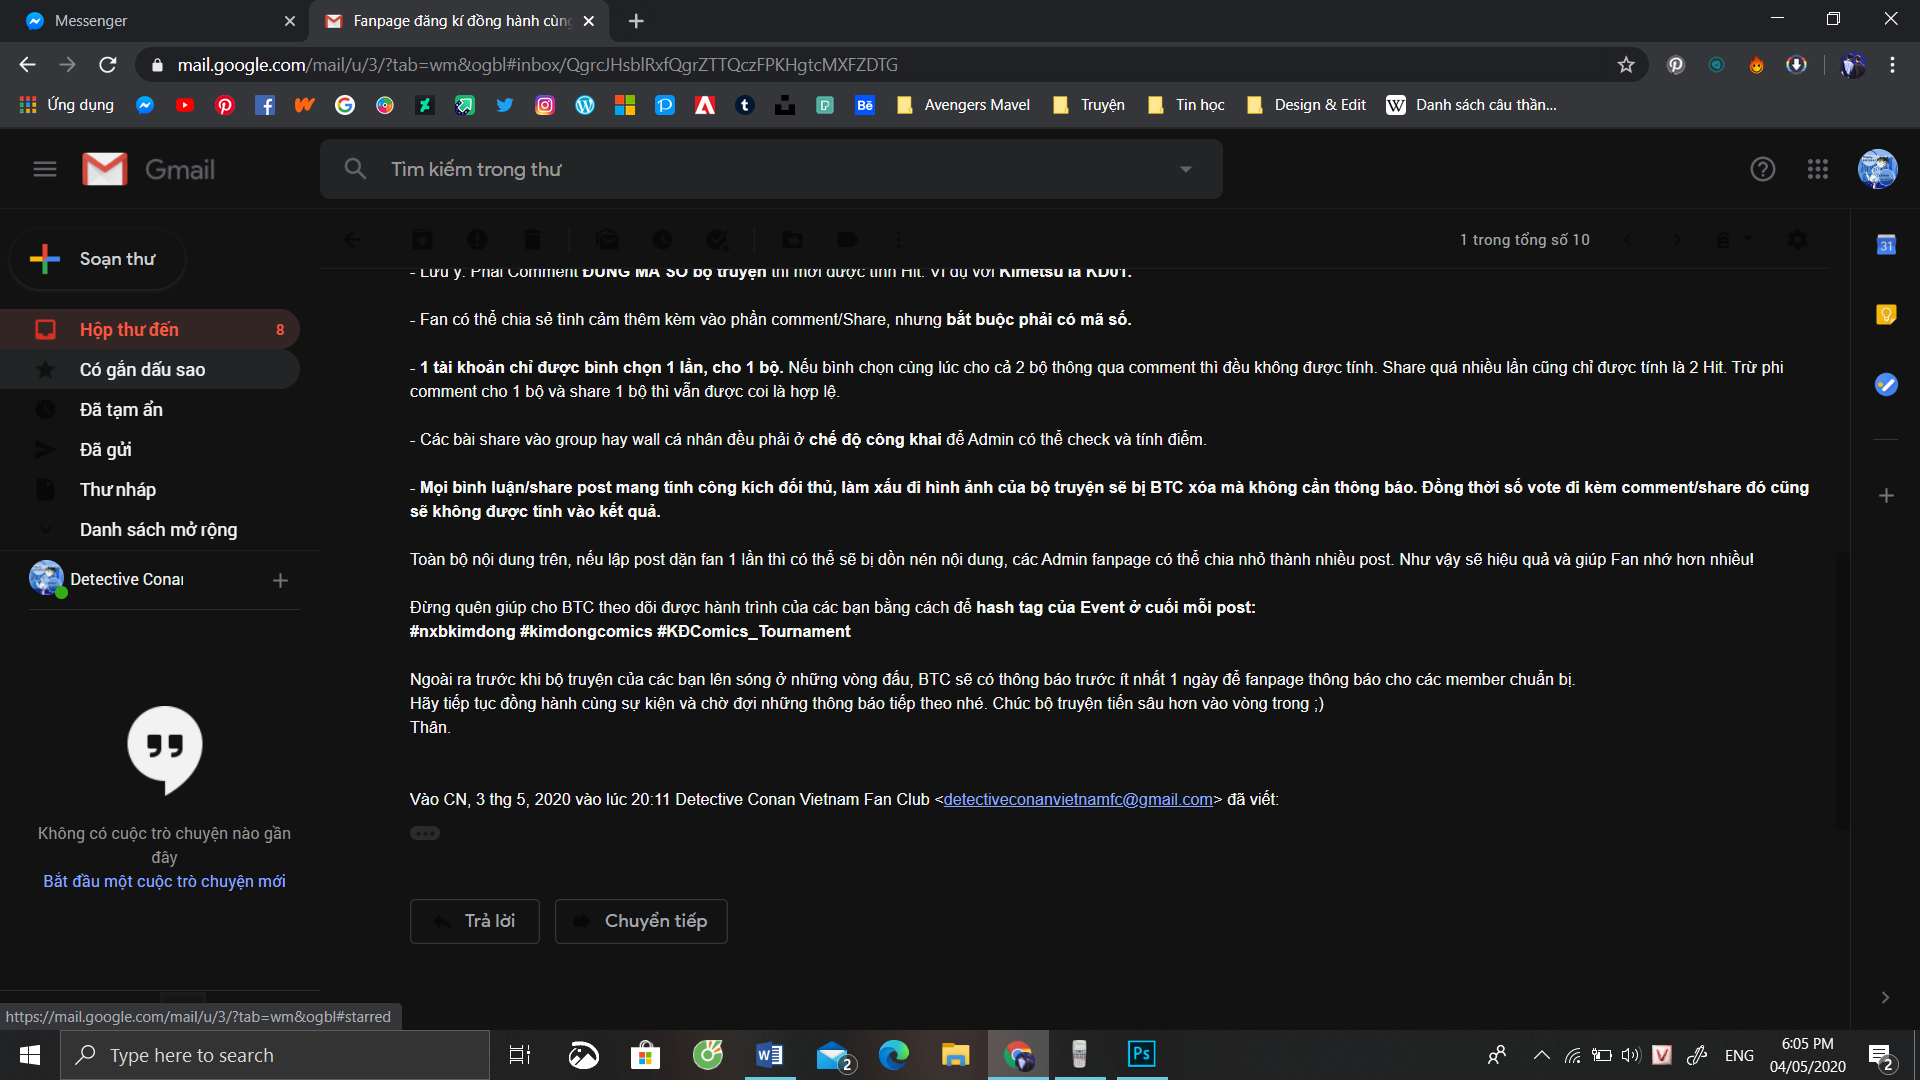 Messenger
Fanpage đăng kí đồng hành cùng
mail.google.com/mail/u/3/?tab=wm&ogbl#inbox/QgrcJHsblRxfQgrZTTQczFPKHgtcMXFZDTG
Ứng dụng
Avengers Mavel
Truyện
Tin học
Design & Edit
Danh sách câu thần...
Gmail
Tìm kiếm trong thư
Soạn thư
1 trong tổng số 10
Hộp thư đến 8
Có gắn dấu sao
Đã tạm ẩn
Đã gửi
Thư nháp
Danh sách mở rộng
Detective Conan
Không có cuộc trò chuyện nào gần
đây
Bắt đầu một cuộc trò chuyện mới
- Lưu ý: Phải Comment ĐÚNG MÃ SỐ bộ truyện thì mới được tính Hit. Ví dụ với Kimetsu là KD01.
- Fan có thể chia sẻ tình cảm thêm kèm vào phần comment/Share, nhưng bắt buộc phải có mã số.
- 1 tài khoản chỉ được bình chọn 1 lần, cho 1 bộ. Nếu bình chọn cùng lúc cho cả 2 bộ thông qua comment thì đều không được tính. Share quá nhiều lần cũng chỉ được tính là 2 Hit. Trừ phi
comment cho 1 bộ và share 1 bộ thì vẫn được coi là hợp lệ.
- Các bài share vào group hay wall cá nhân đều phải ở chế độ công khai để Admin có thể check và tính điểm.
- Mọi bình luận/share post mang tính công kích đối thủ, làm xấu đi hình ảnh của bộ truyện sẽ bị BTC xóa mà không cần thông báo. Đồng thời số vote đi kèm comment/share đó cũng
sẽ không được tính vào kết quả.
Toàn bộ nội dung trên, nếu lập post dặn fan 1 lần thì có thể sẽ bị dồn nén nội dung, các Admin fanpage có thể chia nhỏ thành nhiều post. Như vậy sẽ hiệu quả và giúp Fan nhớ hơn nhiều!
Đừng quên giúp cho BTC theo dõi được hành trình của các bạn bằng cách để hash tag của Event ở cuối mỗi post:
#nxbkimdong #kimdongcomics #KĐComics_Tournament
Ngoài ra trước khi bộ truyện của các bạn lên sóng ở những vòng đấu, BTC sẽ có thông báo trước ít nhất 1 ngày để fanpage thông báo cho các member chuẩn bị.
Hãy tiếp tục đồng hành cùng sự kiện và chờ đợi những thông báo tiếp theo nhé. Chúc bộ truyện tiến sâu hơn vào vòng trong ;)
Thân.
Vào CN, 3 thg 5, 2020 vào lúc 20:11 Detective Conan Vietnam Fan Club <detectiveconanvietnamfc@gmail.com> đã viết:
Trả lời
Chuyển tiếp
https://mail.google.com/mail/u/3/?tab=wm&ogbl#starred
Type here to search
2
ENG
6:05 PM
04/05/2020
2